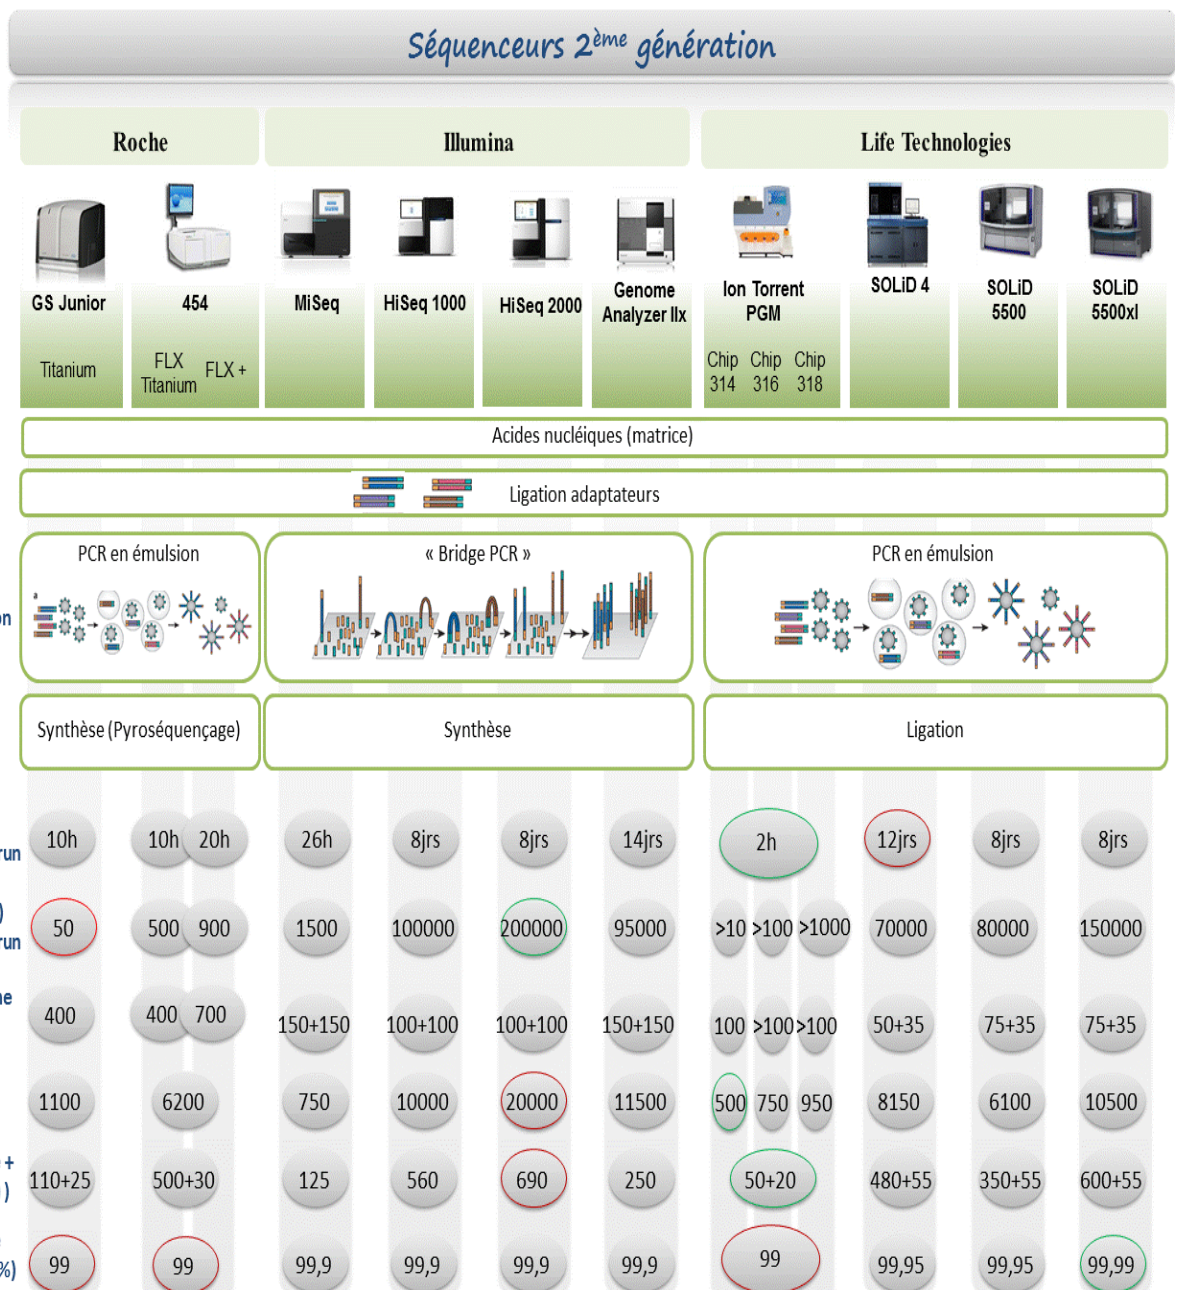 Séquenceurs 2ème génération
Roche Illumina Life Technologies
GS Junior 454 MiSeq HiSeq 1000 HiSeq 2000 Genome Analyzer IIx Ion Torrent PGM SOLiD 4 SOLiD 5500 SOLiD 5500xl
Titanium FLX Titanium FLX + Chip 314 Chip 316 Chip 318
Acides nucléiques (matrice)
Ligation adaptateurs
PCR en émulsion « Bridge PCR » PCR en émulsion
a
on
Synthèse (Pyroséquençage) Synthèse Ligation
run 10h 10h 20h 26h 8jrs 8jrs 14jrs 2h 12jrs 8jrs 8jrs
)
run 50 500 900 1500 100000 200000 95000 >10 >100 >1000 70000 80000 150000
ne
400 400 700 150+150 100+100 100+100 150+150 100 >100 >100 50+35 75+35 75+35
1100 6200 750 10000 20000 11500 500 750 950 8150 6100 10500
+
) 110+25 500+30 125 560 690 250 50+20 480+55 350+55 600+55
%) 99 99 99,9 99,9 99,9 99,9 99 99,95 99,95 99,99